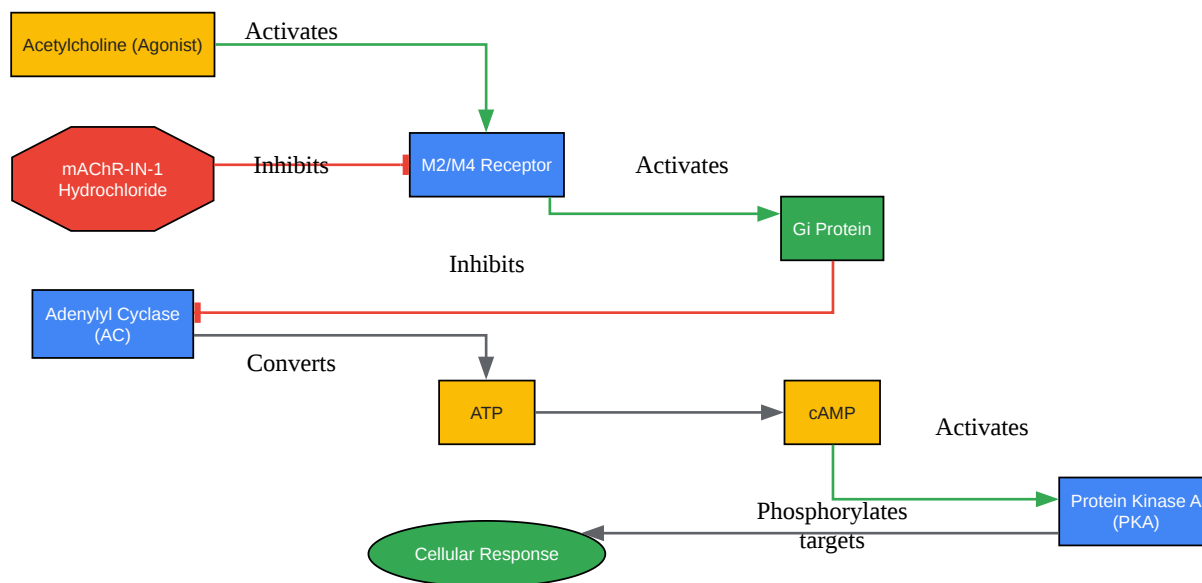 Activates
Acetylcholine (Agonist)
mAChR-IN-1
Hydrochloride
Inhibits
M2/M4 Receptor
Activates
Gi Protein
Inhibits
Adenylyl Cyclase
(AC)
Converts
ATP
cAMP
Activates
Protein Kinase A
(PKA)
Phosphorylates
targets
Cellular Response